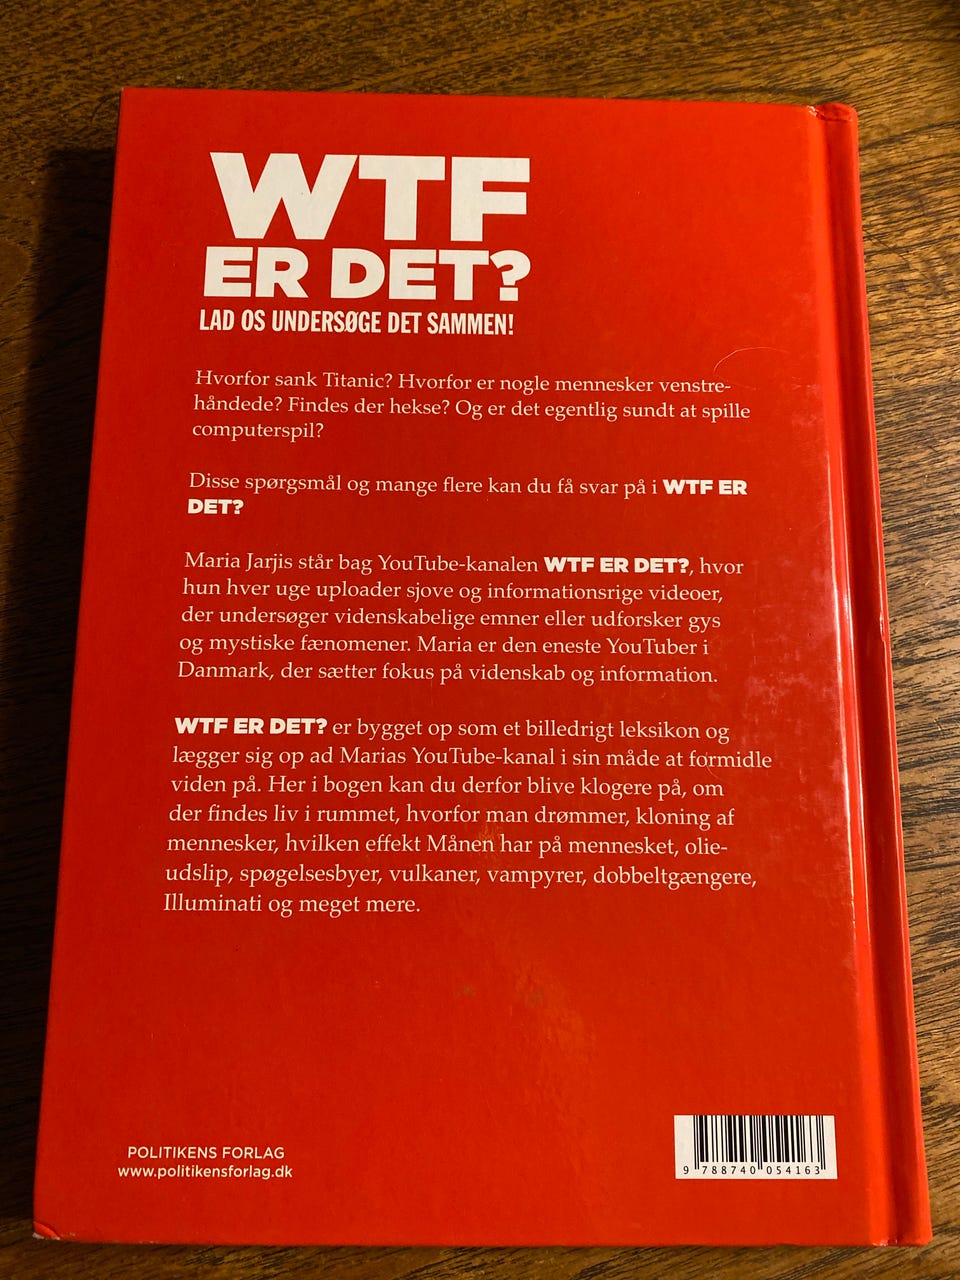 WTF
ER DET?
LAD OS UNDERSØGE DET SAMMEN!
Hvorfor sank Titanic? Hvorfor er nogle mennesker venstre-
håndede? Findes der hekse? Og er det egentlig sundt at spille
computerspil?
Disse spørgsmål og mange flere kan du få svar på i WTF ER
DET?
Maria Jarjis står bag YouTube-kanalen WTF ER DET?, hvor
hun hver uge uploader sjove og informationsrige videoer,
der undersøger videnskabelige emner eller udforsker gys
og mystiske fænomener. Maria er den eneste YouTuber i
Danmark, der sætter fokus på videnskab og information.
WTF ER DET? er bygget op som et billedrigt leksikon og
lægger sig op ad Marias YouTube-kanal i sin måde at formidle
viden på. Her i bogen kan du derfor blive klogere på, om
der findes liv i rummet, hvorfor man drømmer, kloning af
mennesker, hvilken effekt Månen har på mennesket, olie-
udslip, spøgelsesbyer, vulkaner, vampyrer, dobbeltgængere,
Illuminati og meget mere.
POLITIKENS FORLAG
www.politikensforlag.dk
9 788740 054163